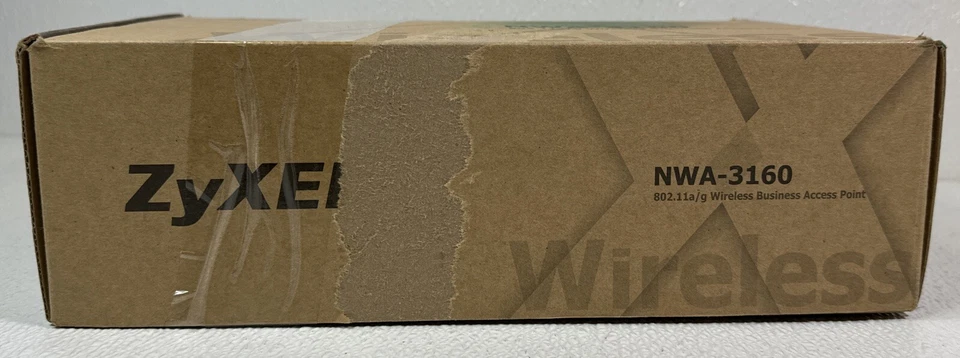 ZyXEL
NWA-3160
802.11a/g Wireless Business Access Point
Wireless